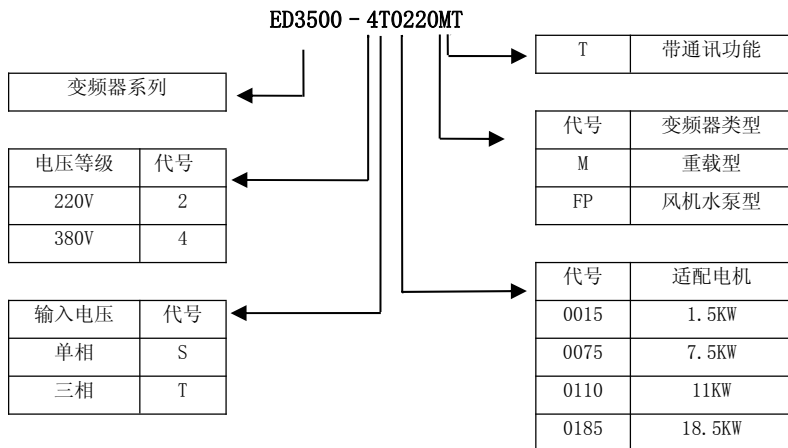 ED3500 - 4T0220MT
变频器系列
电压等级 代号
220V 2
380V 4
输入电压 代号
单相 S
三相 T
T 带通讯功能
代号 变频器类型
M 重载型
FP 风机水泵型
代号 适配电机
0015 1.5KW
0075 7.5KW
0110 11KW
0185 18.5KW